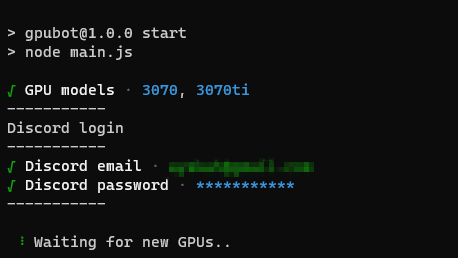 > gpubot@1.0.0 start
> node main.js
√ GPU models · 3070, 3070ti
-----------
Discord login
-----------
√ Discord email ·
√ Discord password · ***********
-----------
⠸ Waiting for new GPUs..